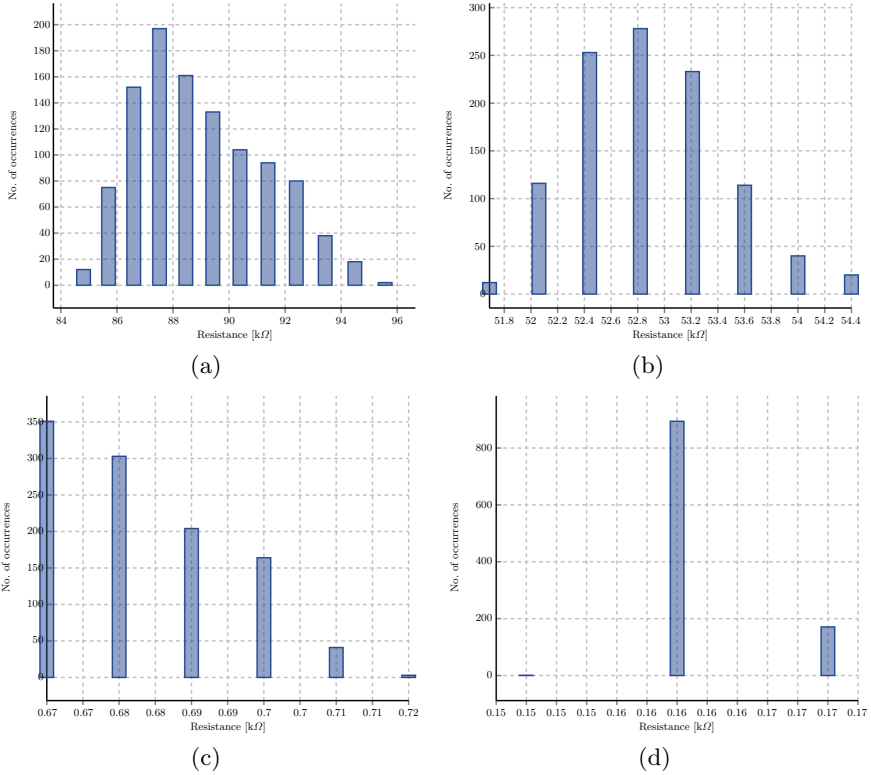 200
180
160
140
120
100
80
60
40
20
0
No. of occurrences
84 86 88 90 92 94 96
Resistance [kΩ]
(a)
300
250
200
150
100
50
0
No. of occurrences
51.8 52 52.2 52.4 52.6 52.8 53 53.2 53.4 53.6 53.8 54 54.2 54.4
Resistance [kΩ]
(b)
350
300
250
200
150
100
50
0
No. of occurrences
0.67 0.67 0.68 0.68 0.69 0.69 0.7 0.7 0.71 0.71 0.72
Resistance [kΩ]
(c)
800
600
400
200
0
No. of occurrences
0.15 0.15 0.15 0.15 0.16 0.16 0.16 0.16 0.16 0.17 0.17 0.17 0.17
Resistance [kΩ]
(d)